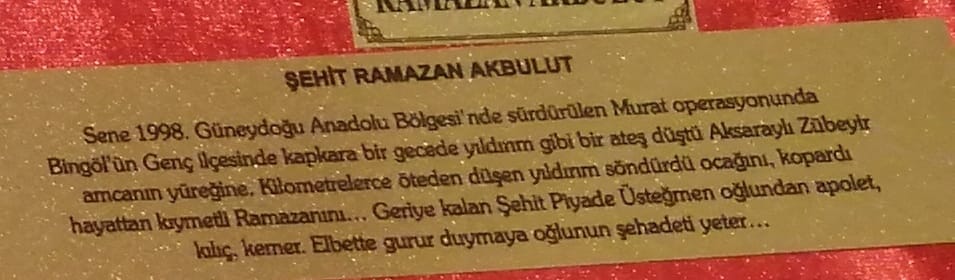 RAMAZAN AKBULUT
ŞEHİT RAMAZAN AKBULUT
Sene 1998. Güneydoğu Anadolu Bölgesi'nde sürdürülen Murat operasyonunda
Bingöl'ün Genç ilçesinde kapkara bir gecede yıldırım gibi bir ateş düştü Aksaraylı Zübeyir
amcanın yüreğine. Kilometrelerce öteden düşen yıldırım söndürdü ocağını, kopardı
hayattan kıymetli Ramazanını... Geriye kalan Şehit Piyade Üsteğmen oğlundan apolet,
kılıç, kemer. Elbette gurur duymaya oğlunun şehadeti yeter...